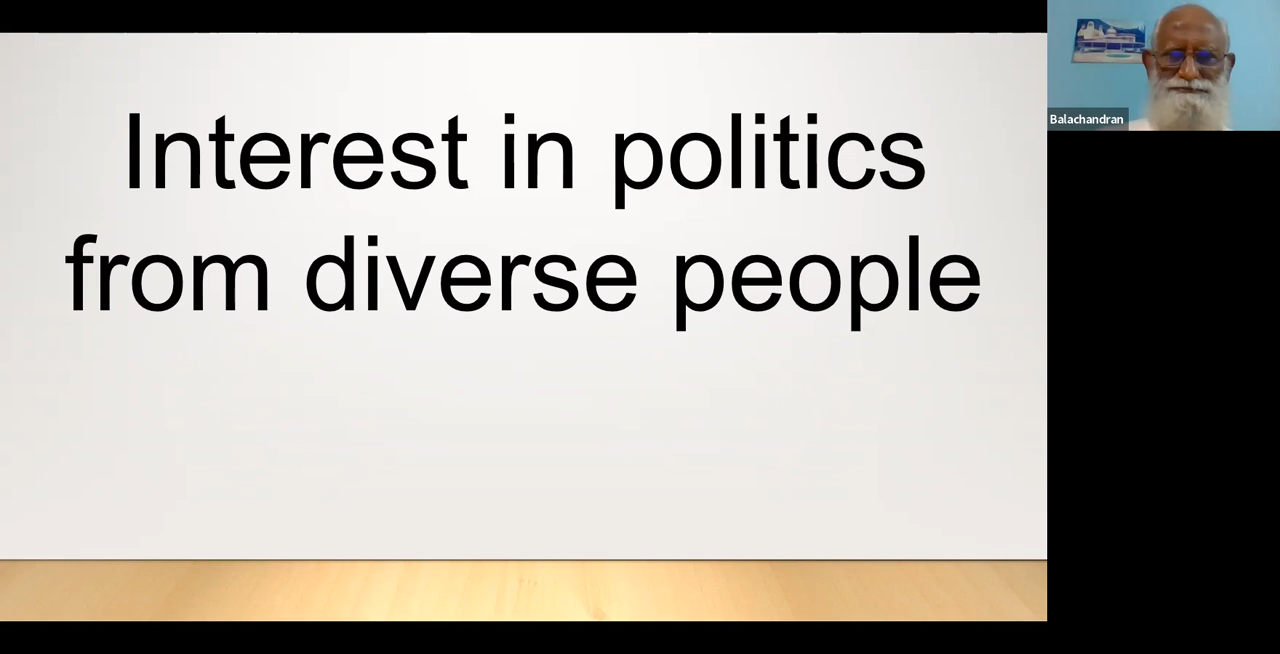 Interest in politics
from diverse people
Balachandran